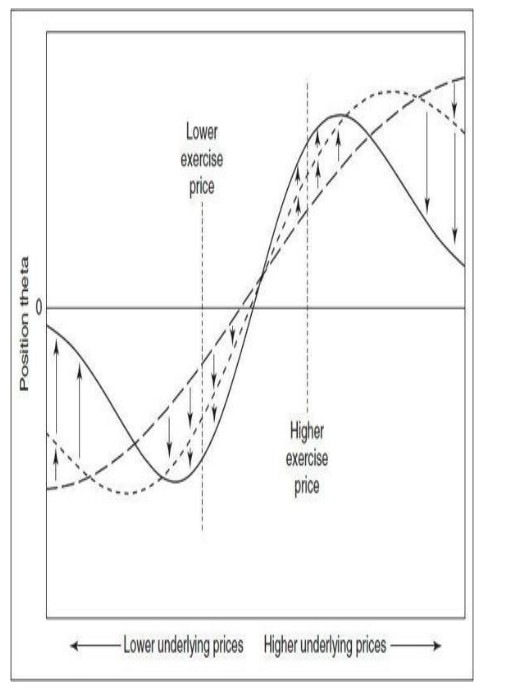 Lower
exercise
price
Position theta
0
Higher
exercise
price
Lower underlying prices
Higher underlying prices